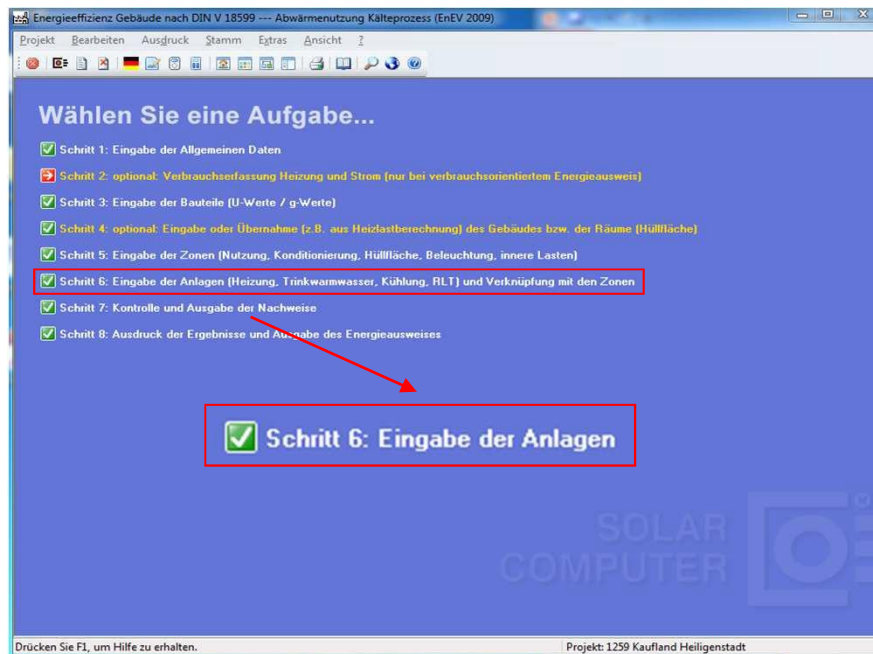 Energieeffizienz Gebäude nach DIN V 18599 --- Abwärmenutzung Kälteprozess (EnEV 2009)
Projekt Bearbeiten Ausdruck Stamm Extras Ansicht ?
Wählen Sie eine Aufgabe...
Schritt 1: Eingabe der Allgemeinen Daten
Schritt 2: optional: Verbrauchserfassung Heizung und Strom (nur bei verbrauchsorientiertem Energieausweis)
Schritt 3: Eingabe der Bauteile (U-Werte / g-Werte)
Schritt 4: optional: Eingabe oder Übernahme (z.B. aus Heizlastberechnung) des Gebäudes bzw. der Räume (Hüllfläche)
Schritt 5: Eingabe der Zonen (Nutzung, Konditionierung, Hüllfläche, Beleuchtung, innere Lasten)
Schritt 6: Eingabe der Anlagen (Heizung, Trinkwarmwasser, Kühlung, RLT) und Verknüpfung mit den Zonen
Schritt 7: Kontrolle und Ausgabe der Nachweise
Schritt 8: Ausdruck der Ergebnisse und Ausgabe des Energieausweises
Schritt 6: Eingabe der Anlagen
SOLAR
COMPUTER
Drücken Sie F1, um Hilfe zu erhalten. Projekt: 1259 Kaufland Heiligenstadt